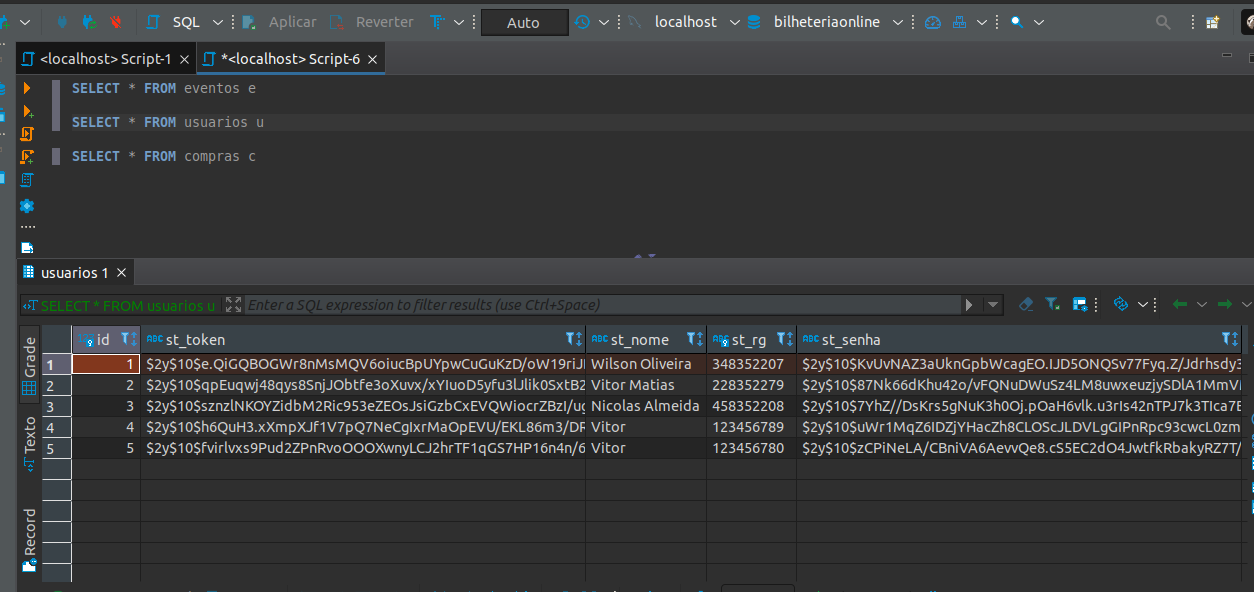 SQL Aplicar Reverter Auto localhost bilheteriaonline
<localhost> Script-1 *<localhost> Script-6
SELECT * FROM eventos e
SELECT * FROM usuarios u
SELECT * FROM compras c
usuarios 1
SELECT * FROM usuarios u Enter a SQL expression to filter results (use Ctrl+Space)
Grade
Texto
Record
id st_token st_nome st_rg st_senha
1 1 $2y$10$e.QiGQBOGWr8nMsMQV6oiucBpUYpwCuGuKzD/oW19riJ Wilson Oliveira 348352207 $2y$10$KvUvNAZ3aUknGpbWcagEO.IJD5ONQSv77Fyq.Z/Jdrhsdy3
2 2 $2y$10$qpEuqwj48qys8SnjJObtfe3oXuvx/xYIuoD5yfu3lJlik0SxtB2 Vitor Matias 228352279 $2y$10$87Nk66dKhu42o/vFQNuDWuSz4LM8uwxeuzjySDlA1MmV
3 3 $2y$10$sznzlNKOYZidbM2Ric953eZEOsJsiGzbCxEVQWiocrZBzI/ug Nicolas Almeida 458352208 $2y$10$7YhZ//DsKrs5gNuK3h0Oj.pOaH6vlk.u3rIs42nTPJ7k3TIca7E
4 4 $2y$10$h6QuH3.xXmpXJf1V7pQ7NeCgIxrMaOpEVU/EKL86m3/DR Vitor 123456789 $2y$10$uWr1MqZ6IDZjYHacZh8CLOScJLDVLgGIPnRpc93cwcL0zm
5 5 $2y$10$fvirlvxs9Pud2ZPnRvoOOOXwnyLCJ2hrTF1qGS7HP16n4n/6 Vitor 123456780 $2y$10$zCPiNeLA/CBniVA6AevvQe8.cS5EC2dO4JwtfkRbakyRZ7T/